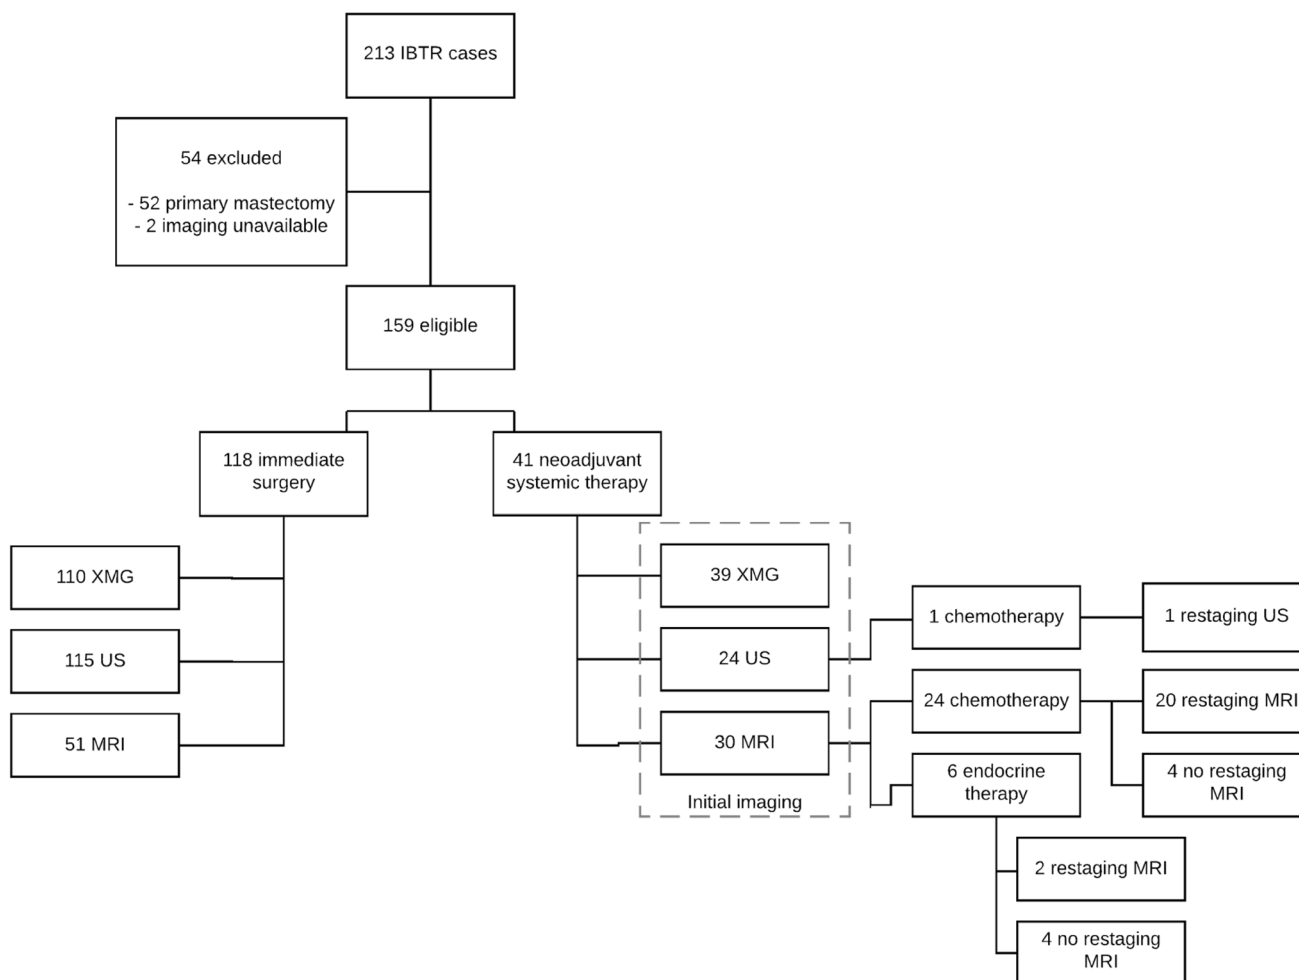 213 IBTR cases
54 excluded
- 52 primary mastectomy
- 2 imaging unavailable
159 eligible
118 immediate
surgery
41 neoadjuvant
systemic therapy
110 XMG
115 US
51 MRI
39 XMG
24 US
30 MRI
Initial imaging
1 chemotherapy
1 restaging US
24 chemotherapy
20 restaging MRI
4 no restaging
MRI
6 endocrine
therapy
2 restaging MRI
4 no restaging
MRI